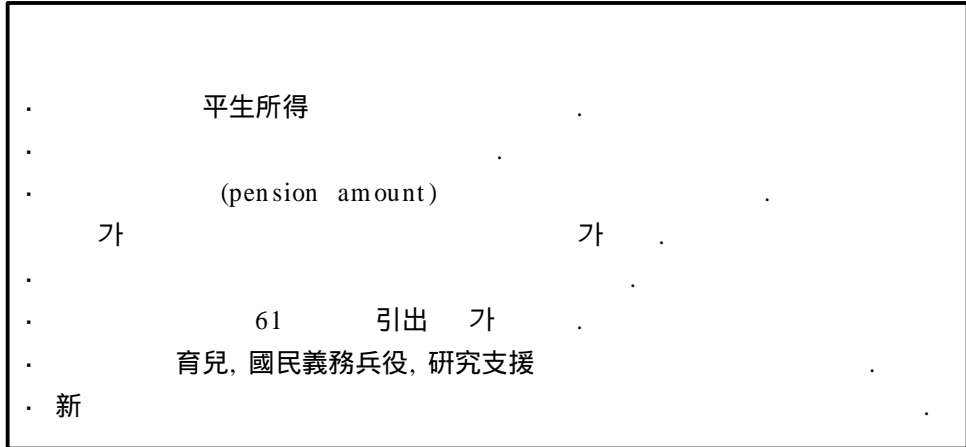 · 平生所得 .
· .
· (pension amount) .
가 가 .
· .
· 61 引出 가 .
· 育兒, 國民義務兵役, 研究支援 .
· 新 .